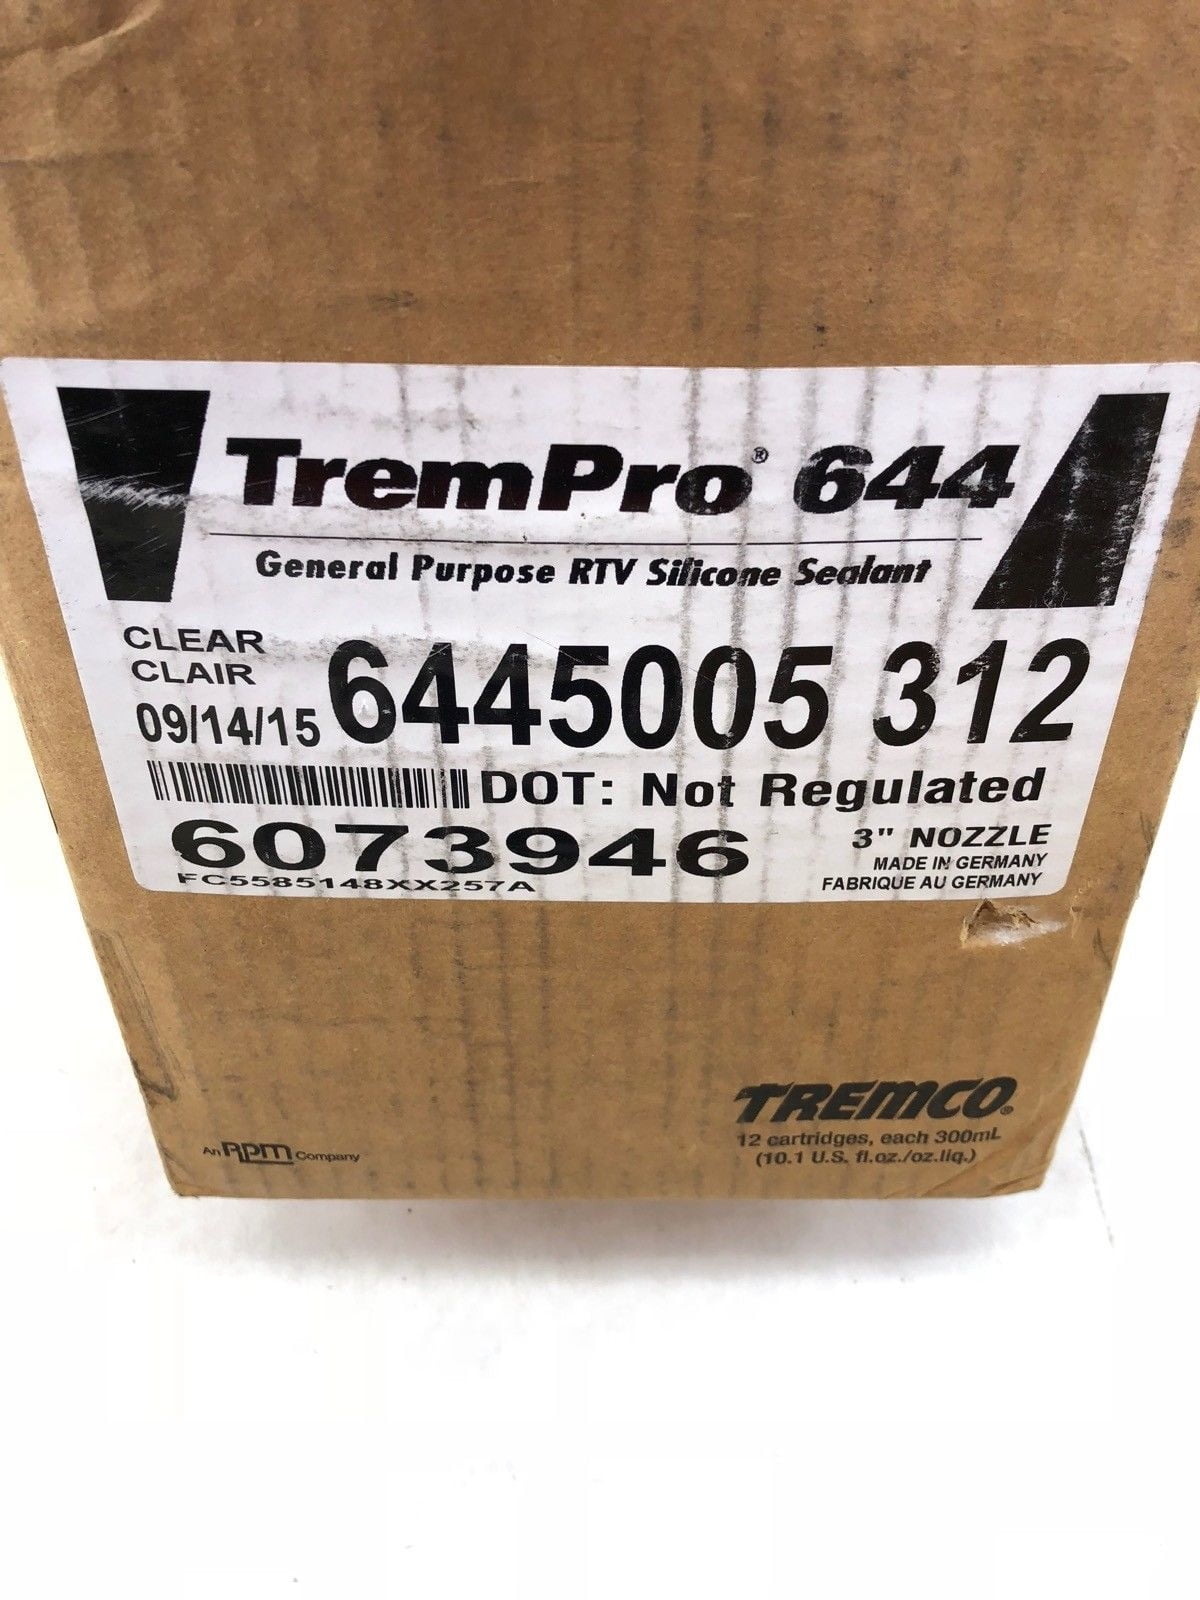 TremPro® 644
General Purpose RTV Silicone Sealant
CLEAR
CLAIR
09/14/15 6445005 312
DOT: Not Regulated
6073946 3" NOZZLE
FC5585148XX257A
MADE IN GERMANY
FABRIQUE AU GERMANY
TREMCO®
12 cartridges, each 300mL
(10.1 U.S. fl.oz./oz.liq.)
An RPM Company